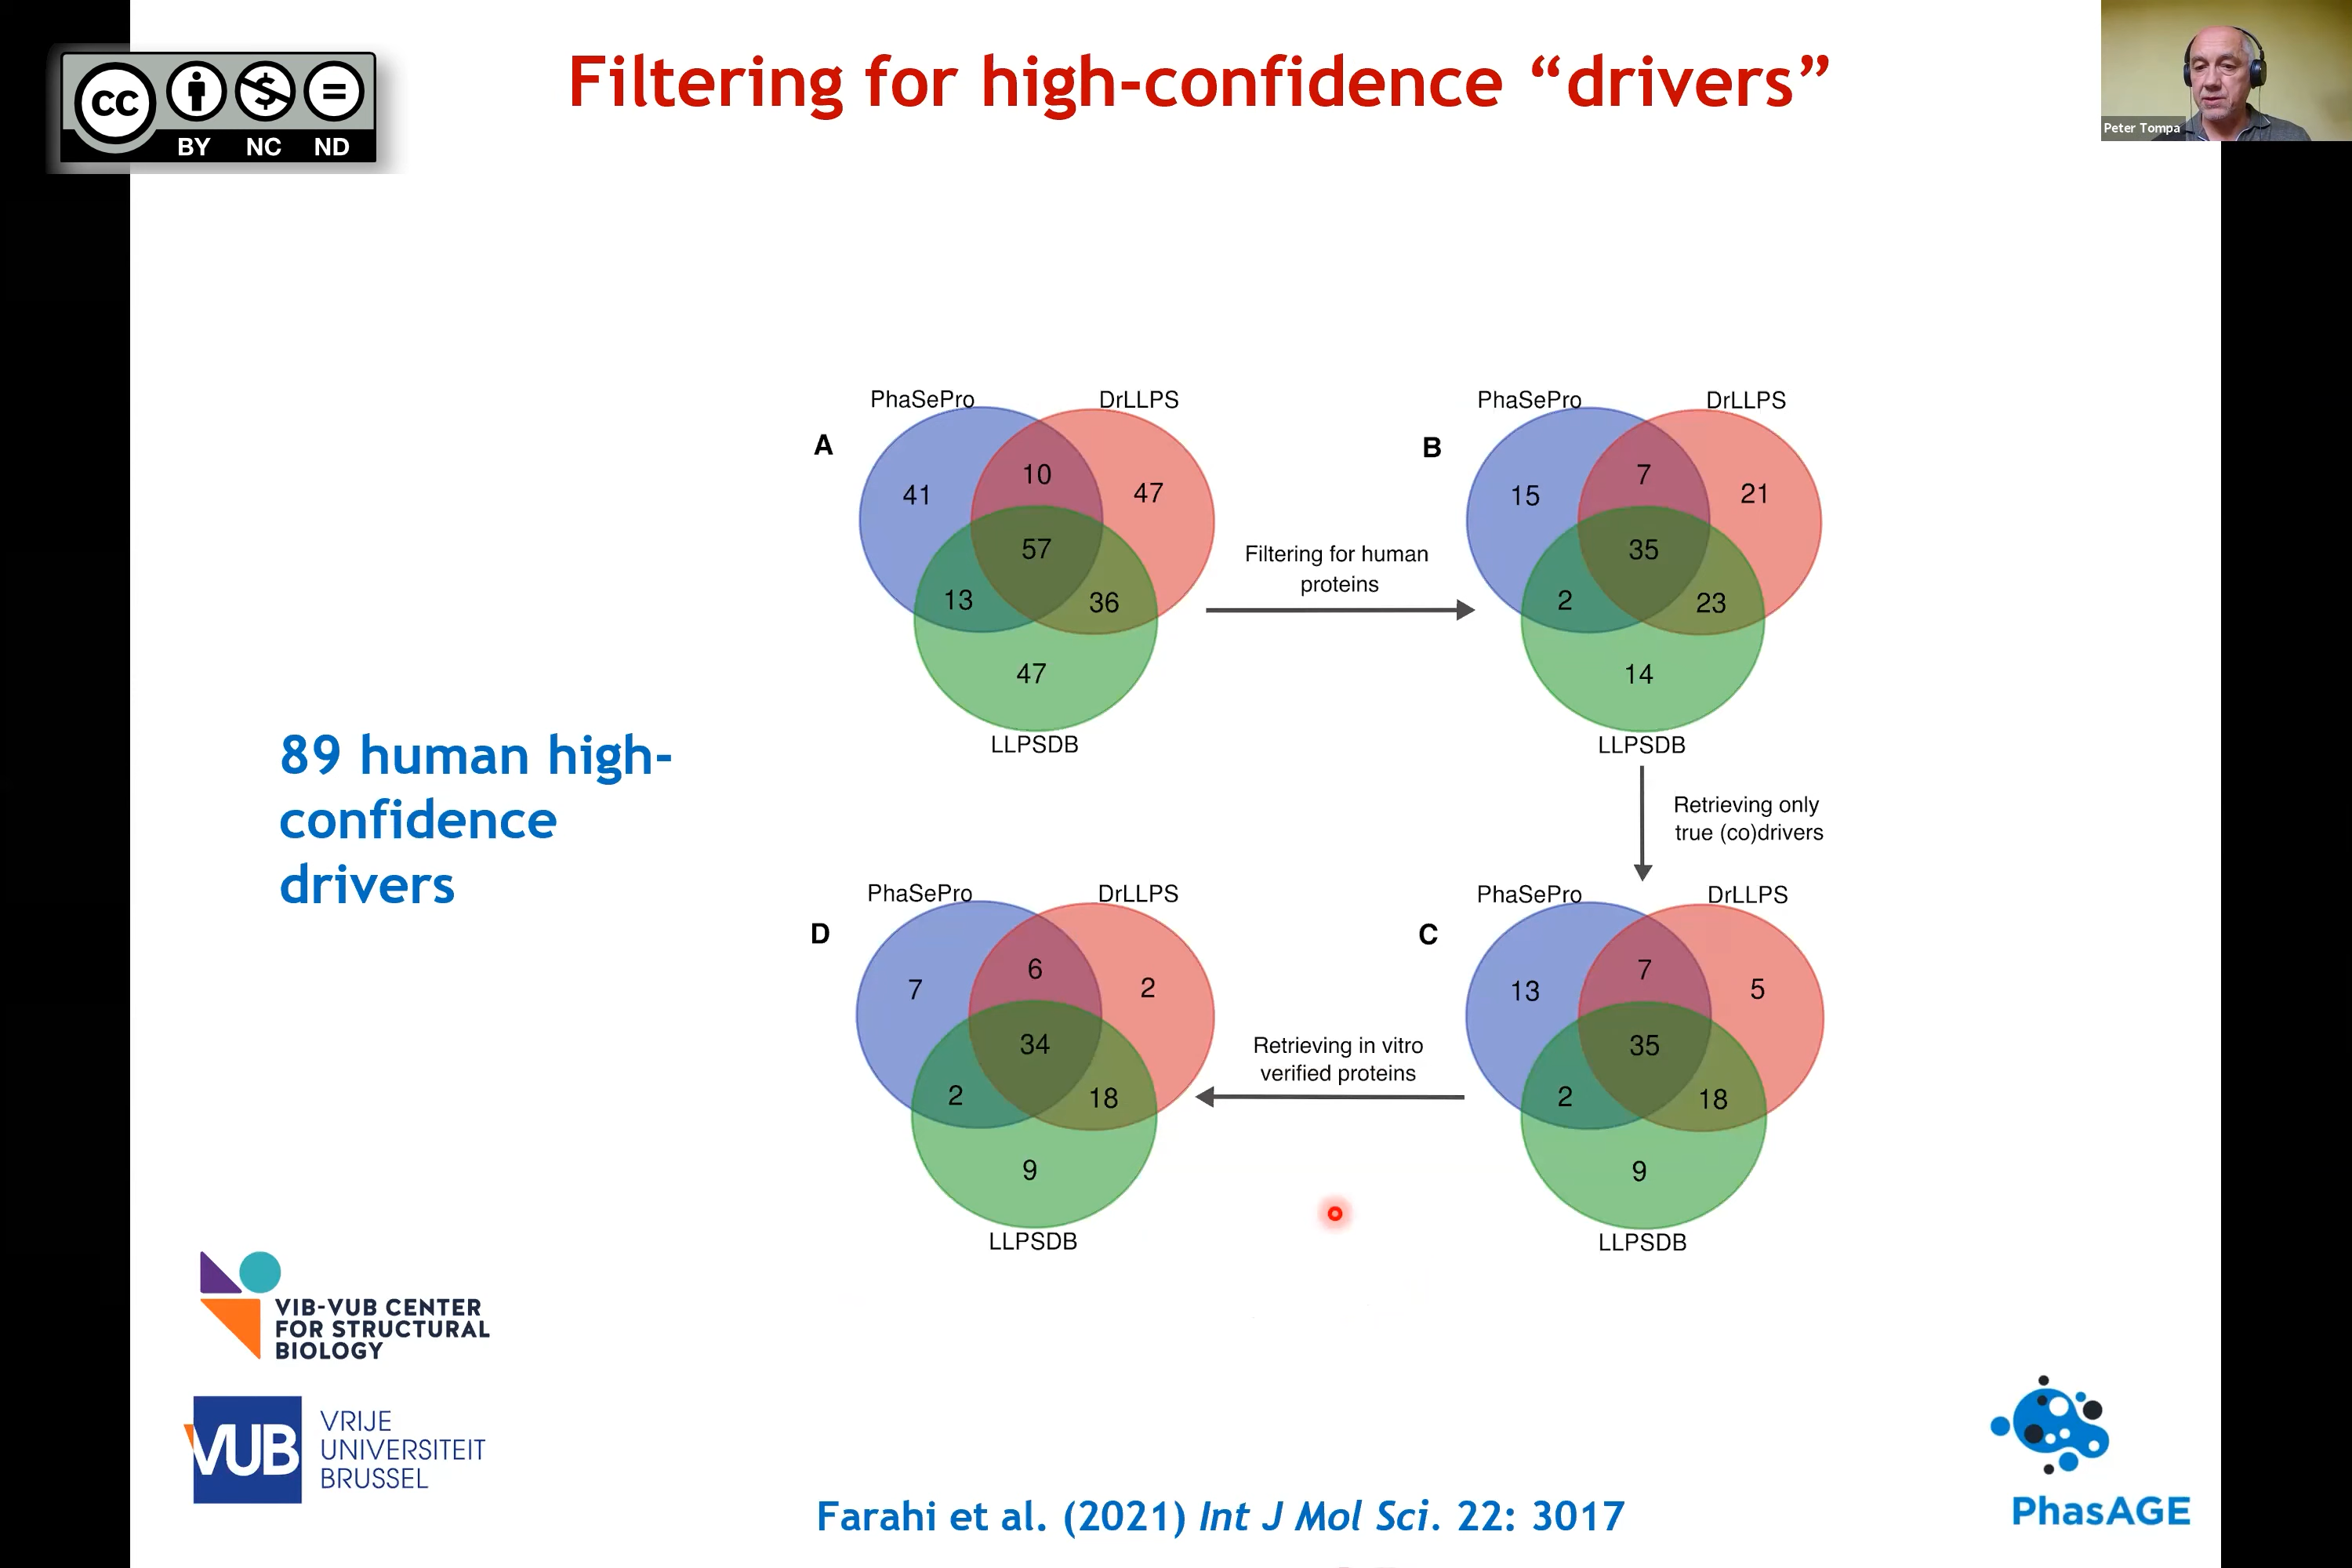 Filtering for high-confidence “drivers”
cc
BY NC ND
Peter Tompa
PhaSePro
DrLLPS
A
41
10
47
57
13
36
47
LLPSDB
Filtering for human
proteins
PhaSePro
DrLLPS
B
15
7
21
35
2
23
14
LLPSDB
Retrieving only
true (co)drivers
PhaSePro
DrLLPS
C
13
7
5
35
2
18
9
LLPSDB
Retrieving in vitro
verified proteins
PhaSePro
DrLLPS
D
7
6
2
34
2
18
9
LLPSDB
89 human high-
confidence
drivers
VIB-VUB CENTER
FOR STRUCTURAL
BIOLOGY
VUB
VRIJE
UNIVERSITEIT
BRUSSEL
Farahi et al. (2021) Int J Mol Sci. 22: 3017
PhasAGE